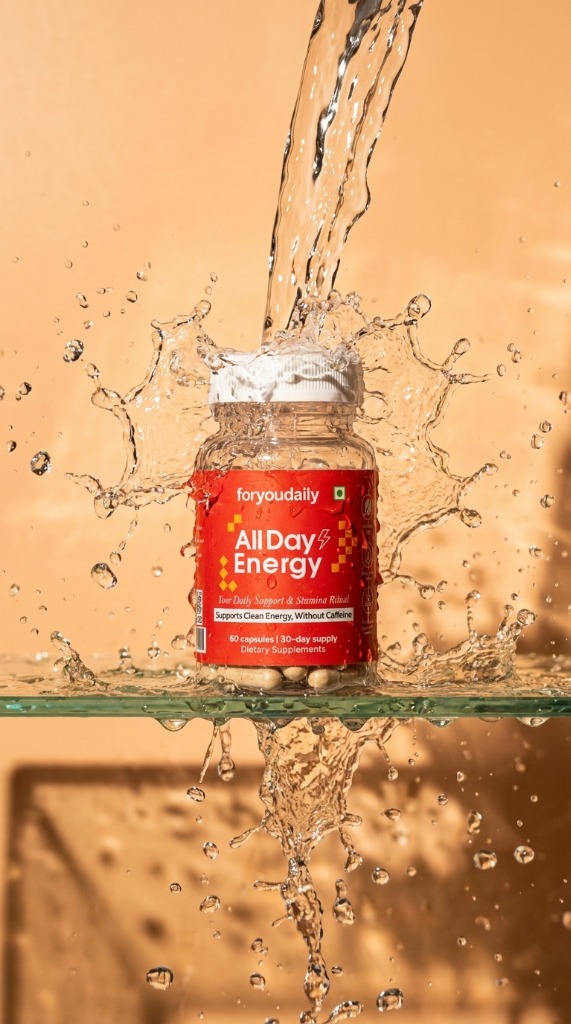 foryoudaily
All Day
Energy
Your Daily Support & Stamina Ritual
Supports Clean Energy, Without Caffeine
60 capsules | 30-day supply
Dietary Supplements